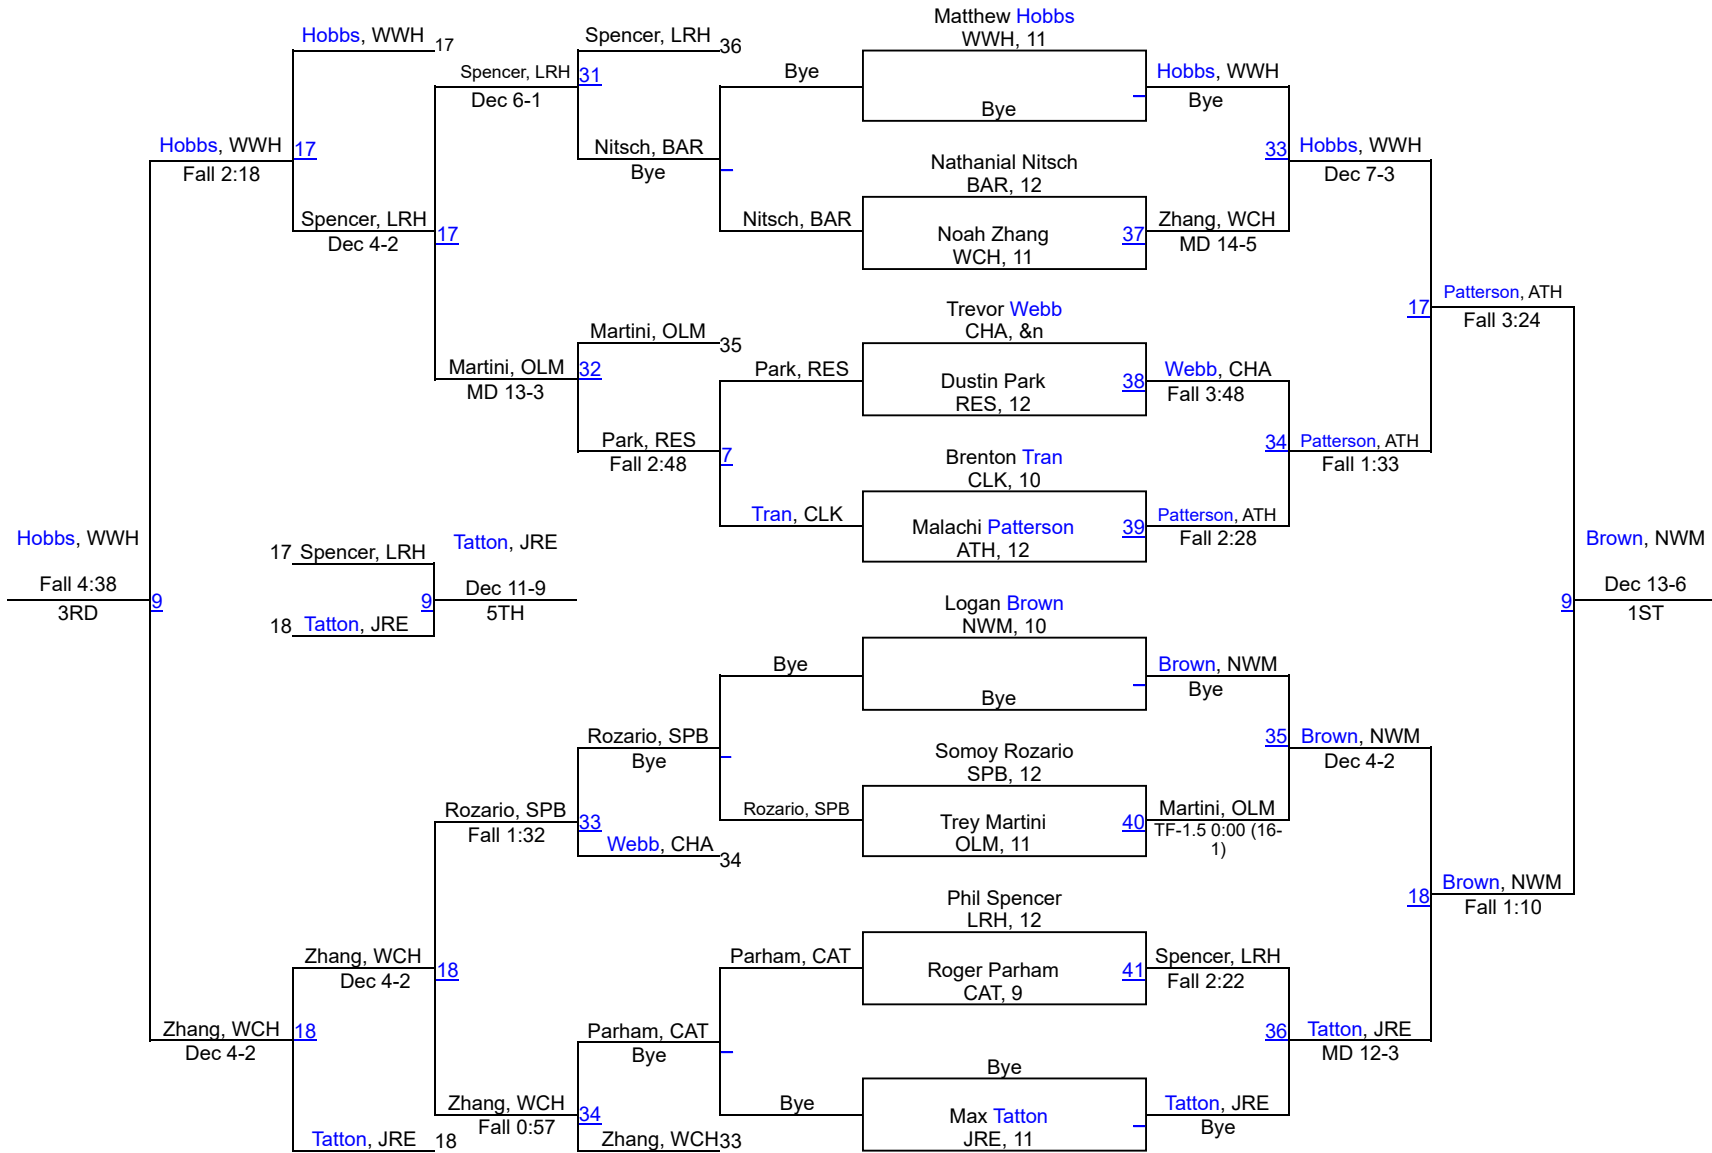 Matthew Hobbs
WWH, 11
Bye
Nathanial Nitsch
BAR, 12
Noah Zhang
WCH, 11
37
Trevor Webb
CHA, &n
Dustin Park
RES, 12
38
Brenton Tran
CLK, 10
Malachi Patterson
ATH, 12
39
Logan Brown
NWM, 10
Bye
Somoy Rozario
SPB, 12
Trey Martini
OLM, 11
40
Phil Spencer
LRH, 12
Roger Parham
CAT, 9
41
Bye
Max Tatton
JRE, 11
Hobbs, WWH
Bye
Zhang, WCH
MD 14-5
Webb, CHA
Fall 3:48
Patterson, ATH
Fall 2:28
Brown, NWM
Bye
Martini, OLM
TF-1.5 0:00 (16-
1)
Spencer, LRH
Fall 2:22
Tatton, JRE
Bye
33
Hobbs, WWH
Dec 7-3
34
Patterson, ATH
Fall 1:33
35
Brown, NWM
Dec 4-2
36
Tatton, JRE
MD 12-3
17
Patterson, ATH
Fall 3:24
18
Brown, NWM
Fall 1:10
Brown, NWM
9
Dec 13-6
1ST
Bye
Nitsch, BAR
Park, RES
Tran, CLK
Bye
Rozario, SPB
Parham, CAT
Bye
Spencer, LRH
36
Nitsch, BAR
Bye
Martini, OLM
35
Park, RES
Fall 2:48
7
Rozario, SPB
Bye
Webb, CHA
34
Parham, CAT
Bye
Zhang, WCH
33
Spencer, LRH
31
Dec 6-1
Martini, OLM
32
MD 13-3
Rozario, SPB
33
Fall 1:32
Zhang, WCH
34
Fall 0:57
Hobbs, WWH
17
Spencer, LRH
17
Dec 4-2
Zhang, WCH
18
Dec 4-2
Tatton, JRE
18
Hobbs, WWH
17
Fall 2:18
Zhang, WCH
18
Dec 4-2
Hobbs, WWH
Fall 4:38
9
3RD
17
Spencer, LRH
18
Tatton, JRE
Tatton, JRE
9
Dec 11-9
5TH